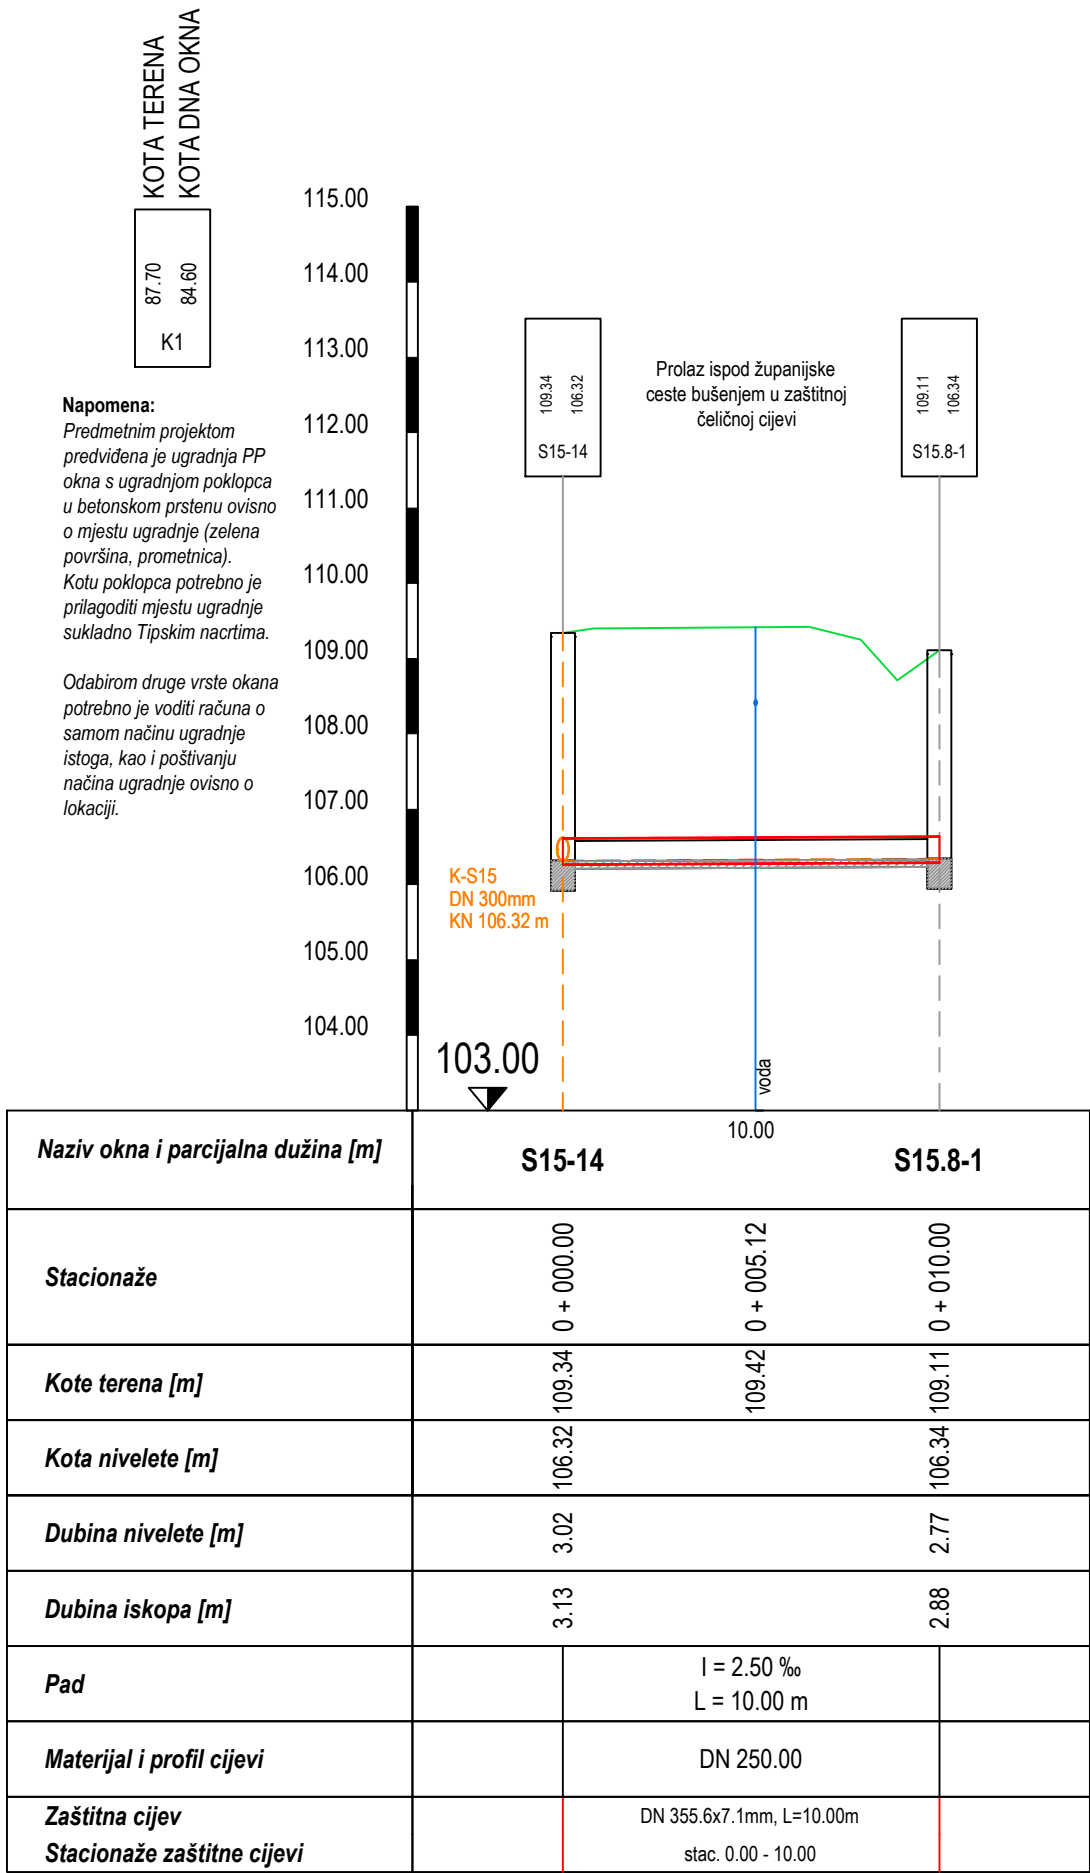 KOTA TERENA
KOTA DNA OKNA
87.70
84.60
K1
Napomena:
Predmetnim projektom
predviđena je ugradnja PP
okna s ugradnjom poklopca
u betonskom prstenu ovisno
o mjestu ugradnje (zelena
površina, prometnica).
Kotu poklopca potrebno je
prilagoditi mjestu ugradnje
sukladno Tipskim nacrtima.
Odabirom druge vrste okana
potrebno je voditi računa o
samom načinu ugradnje
istoga, kao i poštivanju
načina ugradnje ovisno o
lokaciji.
115.00
114.00
113.00
112.00
111.00
110.00
109.00
108.00
107.00
106.00
105.00
104.00
103.00
109.34
106.32
S15-14
Prolaz ispod županijske
ceste bušenjem u zaštitnoj
čeličnoj cijevi
109.11
106.34
S15.8-1
K-S15
DN 300mm
KN 106.32 m
voda
Naziv okna i parcijalna dužina [m]
S15-14
10.00
S15.8-1
Stacionaže
0 + 000.00
0 + 005.12
0 + 010.00
Kote terena [m]
109.34
109.42
109.11
Kota nivelete [m]
106.32
106.34
Dubina nivelete [m]
3.02
2.77
Dubina iskopa [m]
3.13
2.88
Pad
I = 2.50 ‰
L = 10.00 m
Materijal i profil cijevi
DN 250.00
Zaštitna cijev
DN 355.6x7.1mm, L=10.00m
Stacionaže zaštitne cijevi
stac. 0.00 - 10.00